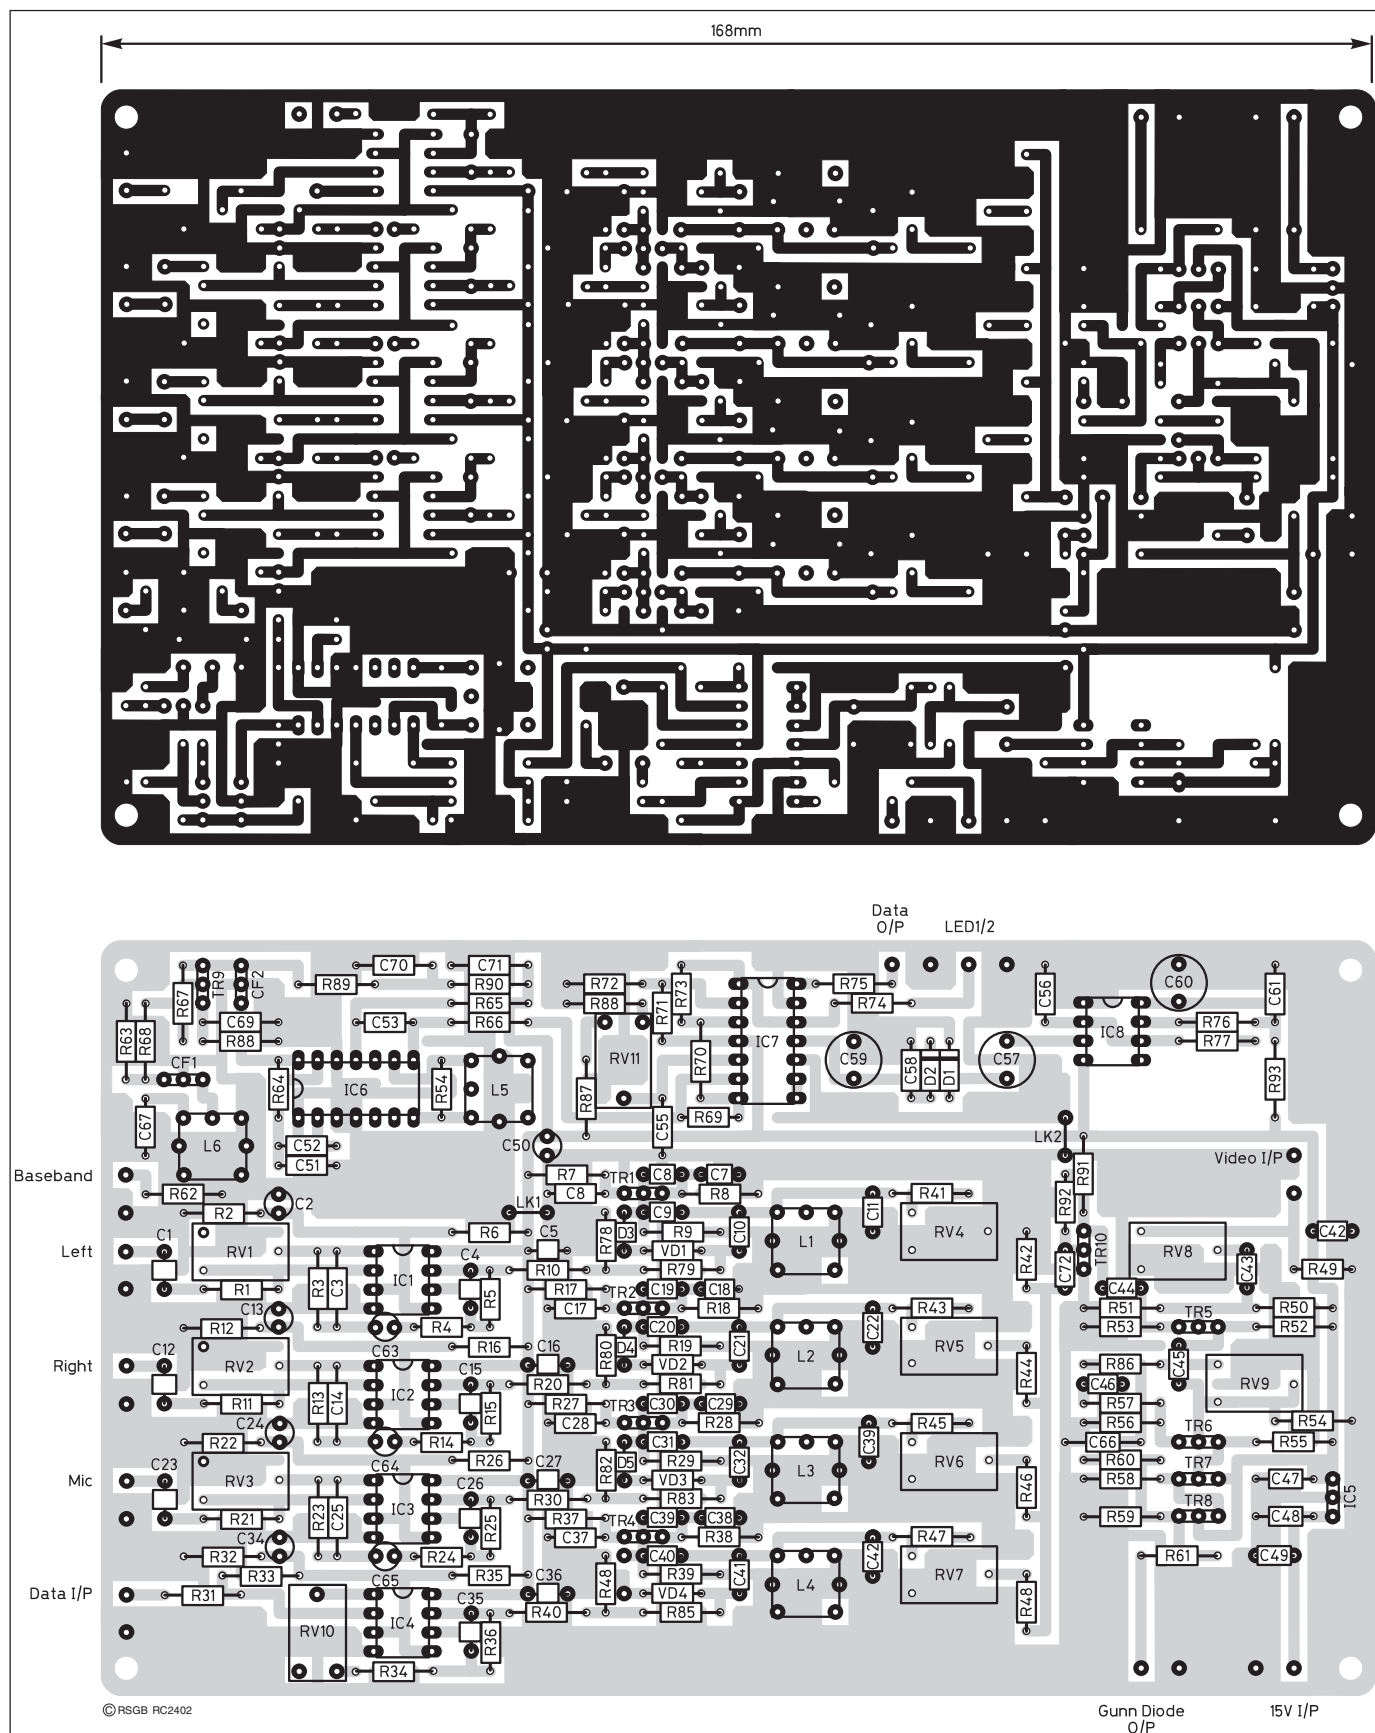 168mm
Data
O/P
LED1/2
R67
TR9
CF2
R89
C70
C71
R90
R65
R66
C69
R88
C53
R63
R68
CF1
R64
IC6
R54
L5
C67
L6
C52
C51
C50
R72
R88
R71
R73
R70
RV11
R87
C55
R69
IC7
R75
R74
C59
C58
D2
D1
C57
C56
C60
IC8
R76
R77
C61
R93
LK2
R91
R92
Video I/P
Baseband
R62
R2
C2
R7
C8
LK1
TR1
C8
C7
R8
C9
R9
C10
R78
D3
VD1
R79
L1
C11
R41
RV4
R42
C72
TR10
RV8
C43
C42
R49
Left
C1
RV1
R1
R3
C3
IC1
C4
R5
R6
C5
R10
R4
C13
R12
R17
C17
TR2
C19
C18
R18
C20
R19
C21
R80
D4
VD2
R81
L2
C22
R43
RV5
R44
C44
R51
R53
TR5
R50
R52
Right
C12
RV2
R11
R13
C14
C63
IC2
C15
R15
R16
C16
R20
R14
C24
R22
R27
C28
TR3
C30
C29
R28
C31
R29
C32
R82
D5
VD3
R83
L3
C39
R45
RV6
R46
R86
C46
C45
R57
R56
C66
R60
R58
TR6
TR7
RV9
R54
R55
C47
IC5
Mic
C23
RV3
R21
R23
C25
C64
IC3
C26
R25
R26
C27
R30
R24
C34
R32
R33
R37
C37
TR4
C39
C38
R38
C40
R39
C41
R48
VD4
R85
L4
C42
R47
RV7
R48
R59
TR8
C48
R61
C49
Data I/P
R31
RV10
C65
IC4
C35
R36
R35
C36
R40
R34
© RSGB RC2402
Gunn Diode
O/P
15V I/P